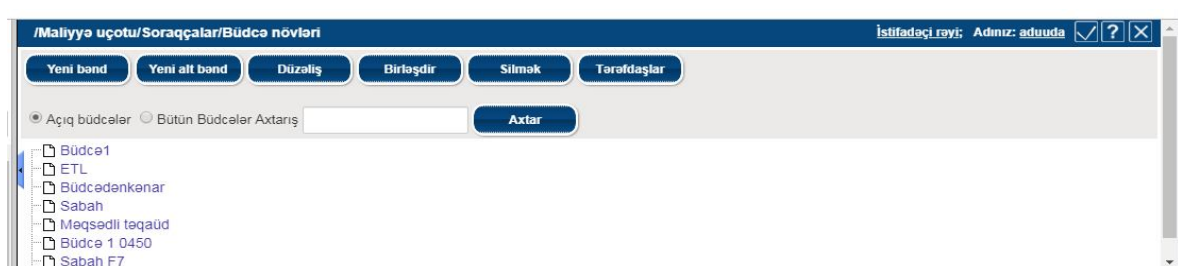 /Maliyyə uçotu/Soraqçalar/Büdcə növləri İstifadəçi rəyi; Adınız: aduuda ?
Yeni bənd Yeni alt bənd Düzəliş Birləşdir Silmək Tərəfdaşlar
Açıq büdcələr Bütün Büdcələr Axtarış Axtar
Büdcə1
ETL
Büdcədənkənar
Sabah
Məqsədli təqaüd
Büdcə 1 0450
Sabah F7